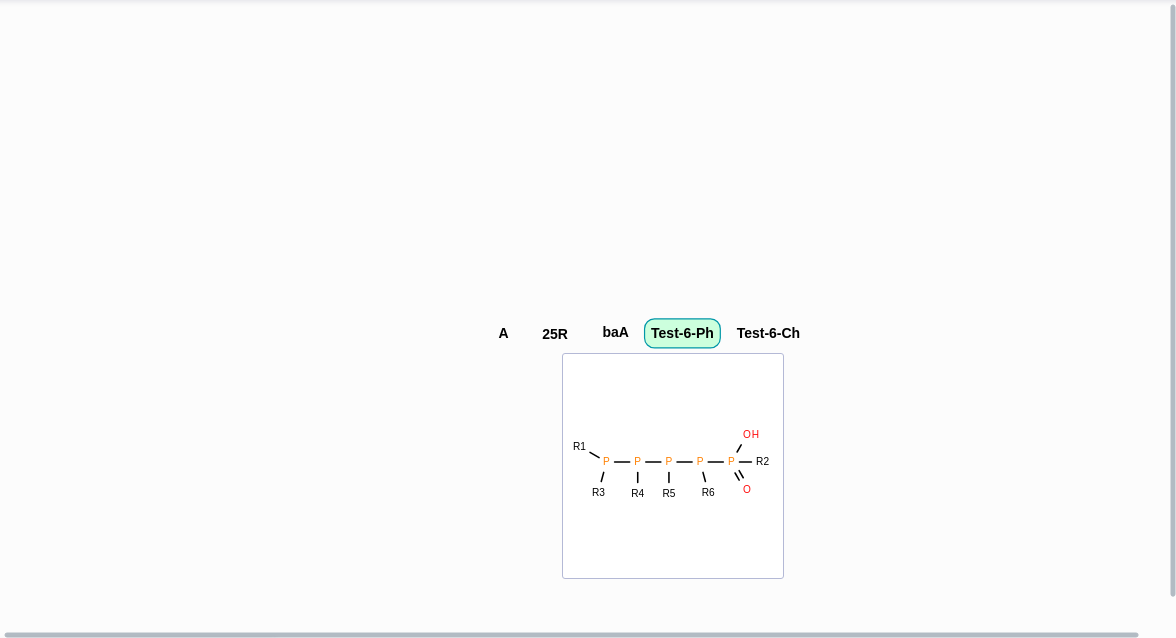 A 25R baA Test-6-Ph Test-6-Ch
OH
R1
P P P P P R2
R3 R4 R5 R6 O